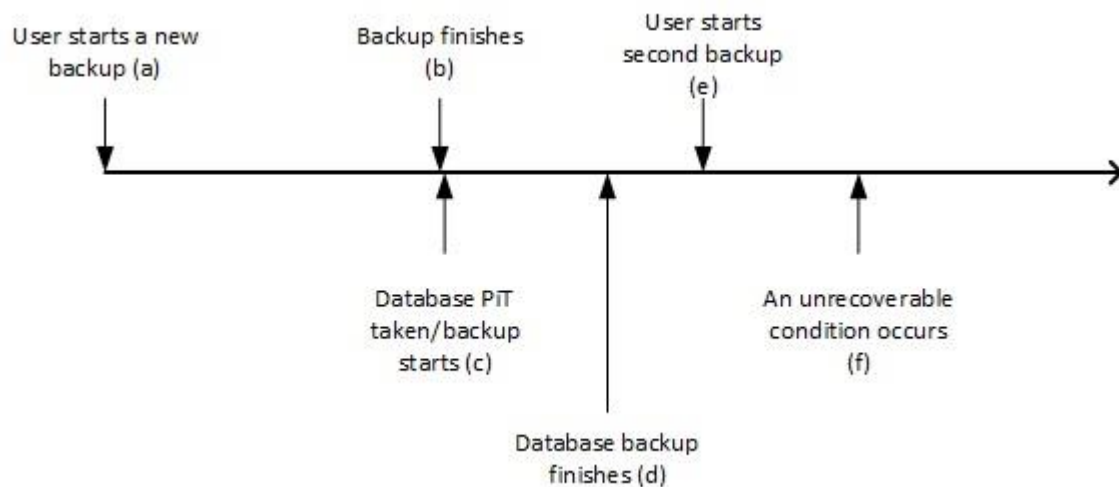 User starts a new
backup (a)
Backup finishes
(b)
User starts
second backup
(e)
Database PiT
taken/backup
starts (c)
An unrecoverable
condition occurs
(f)
Database backup
finishes (d)